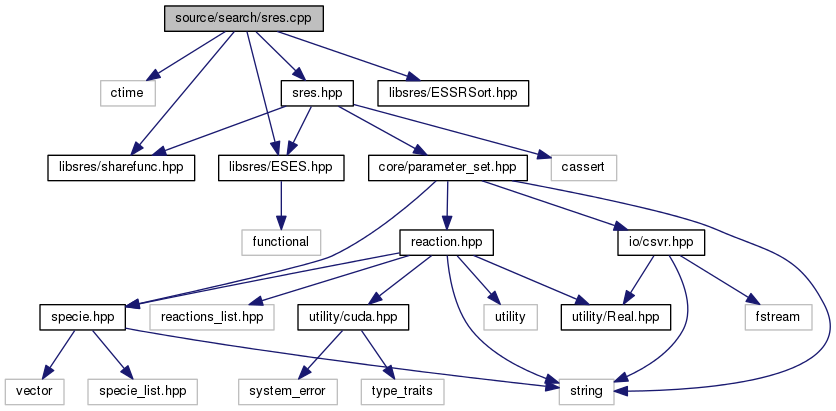 source/search/sres.cpp
ctime
sres.hpp
libsres/ESSRSort.hpp
libsres/sharefunc.hpp
libsres/ESES.hpp
core/parameter_set.hpp
cassert
functional
reaction.hpp
io/csvr.hpp
specie.hpp
reactions_list.hpp
utility/cuda.hpp
utility
utility/Real.hpp
fstream
vector
specie_list.hpp
system_error
type_traits
string